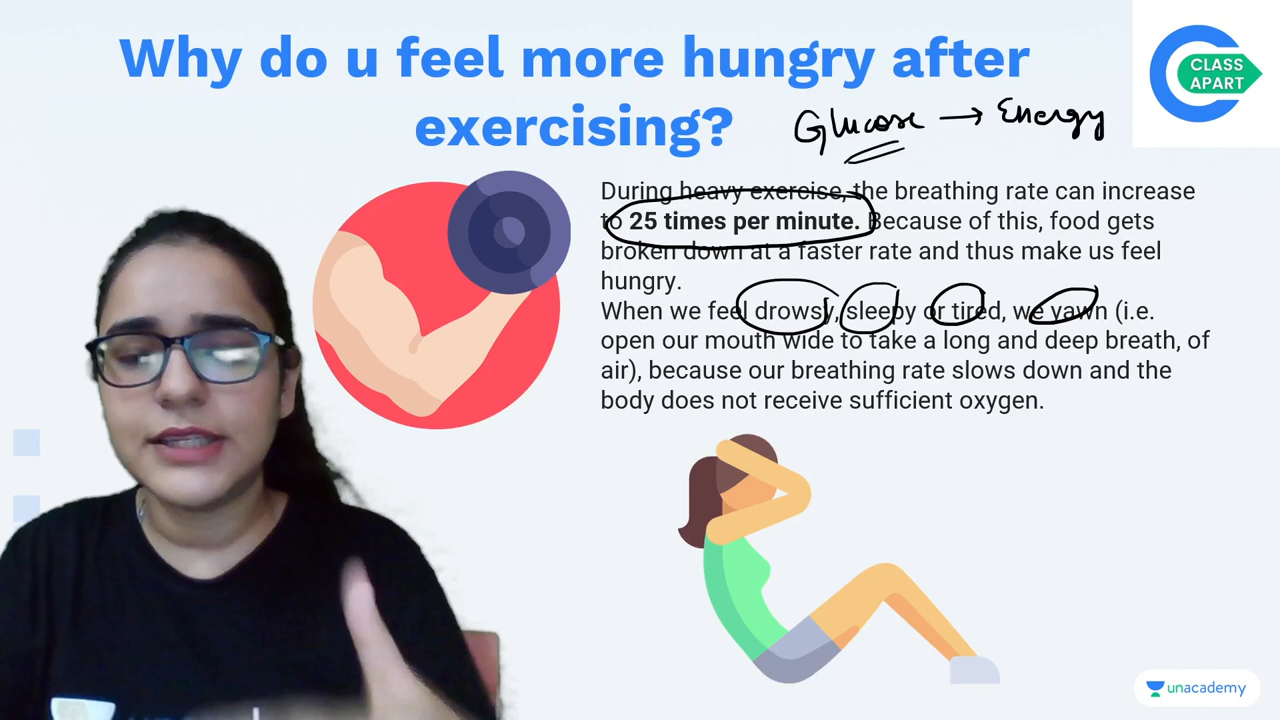 Why do u feel more hungry after
exercising?
CLASS
APART
Glucose → Energy
During heavy exercise, the breathing rate can increase
to 25 times per minute. Because of this, food gets
broken down at a faster rate and thus make us feel
hungry.
When we feel drowsy, sleepy or tired, we yawn (i.e.
open our mouth wide to take a long and deep breath, of
air), because our breathing rate slows down and the
body does not receive sufficient oxygen.
unacademy